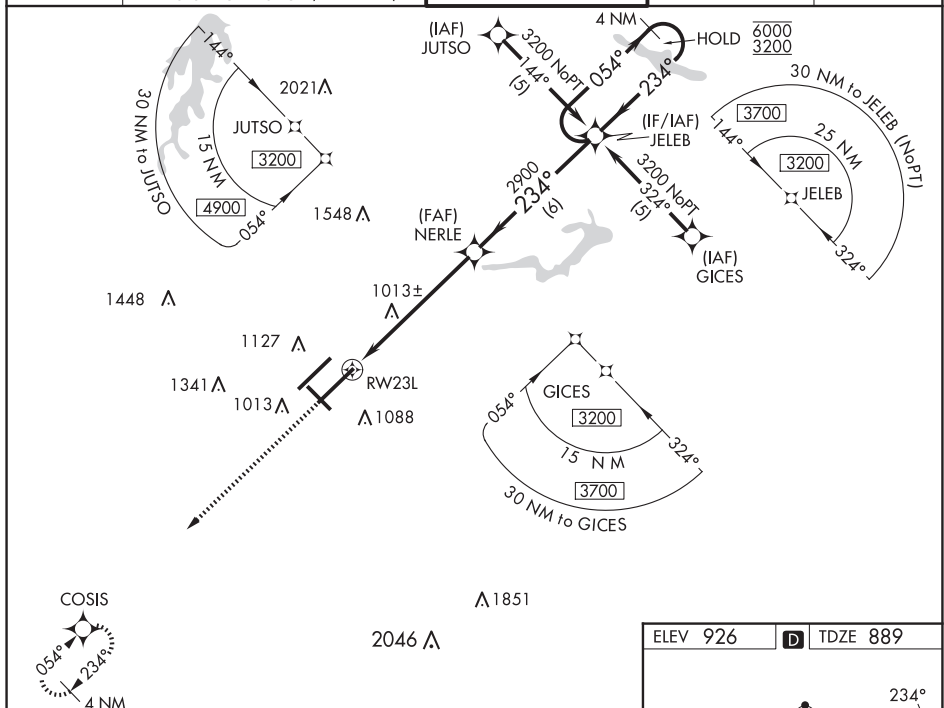 (IAF)
JUTSO
3200 NoPT
144°
(5)
4 NM
HOLD
6000
3200
054°
234°
(IF/IAF)
JELEB
3200 NoPT
324°
(5)
(IAF)
GICES
2900
234°
(6)
(FAF)
NERLE
144°
2021
30 NM to JUTSO
15 NM
JUTSO
3200
4900
054°
1548
30 NM to JELEB (NoPT)
3700
144°
25 NM
3200
JELEB
324°
1448
1013±
1127
1341
1013
RW23L
1088
GICES
054°
3200
324°
15 NM
3700
30 NM to GICES
COSIS
054°
234°
4 NM
1851
2046
ELEV 926
D
TDZE 889
234°